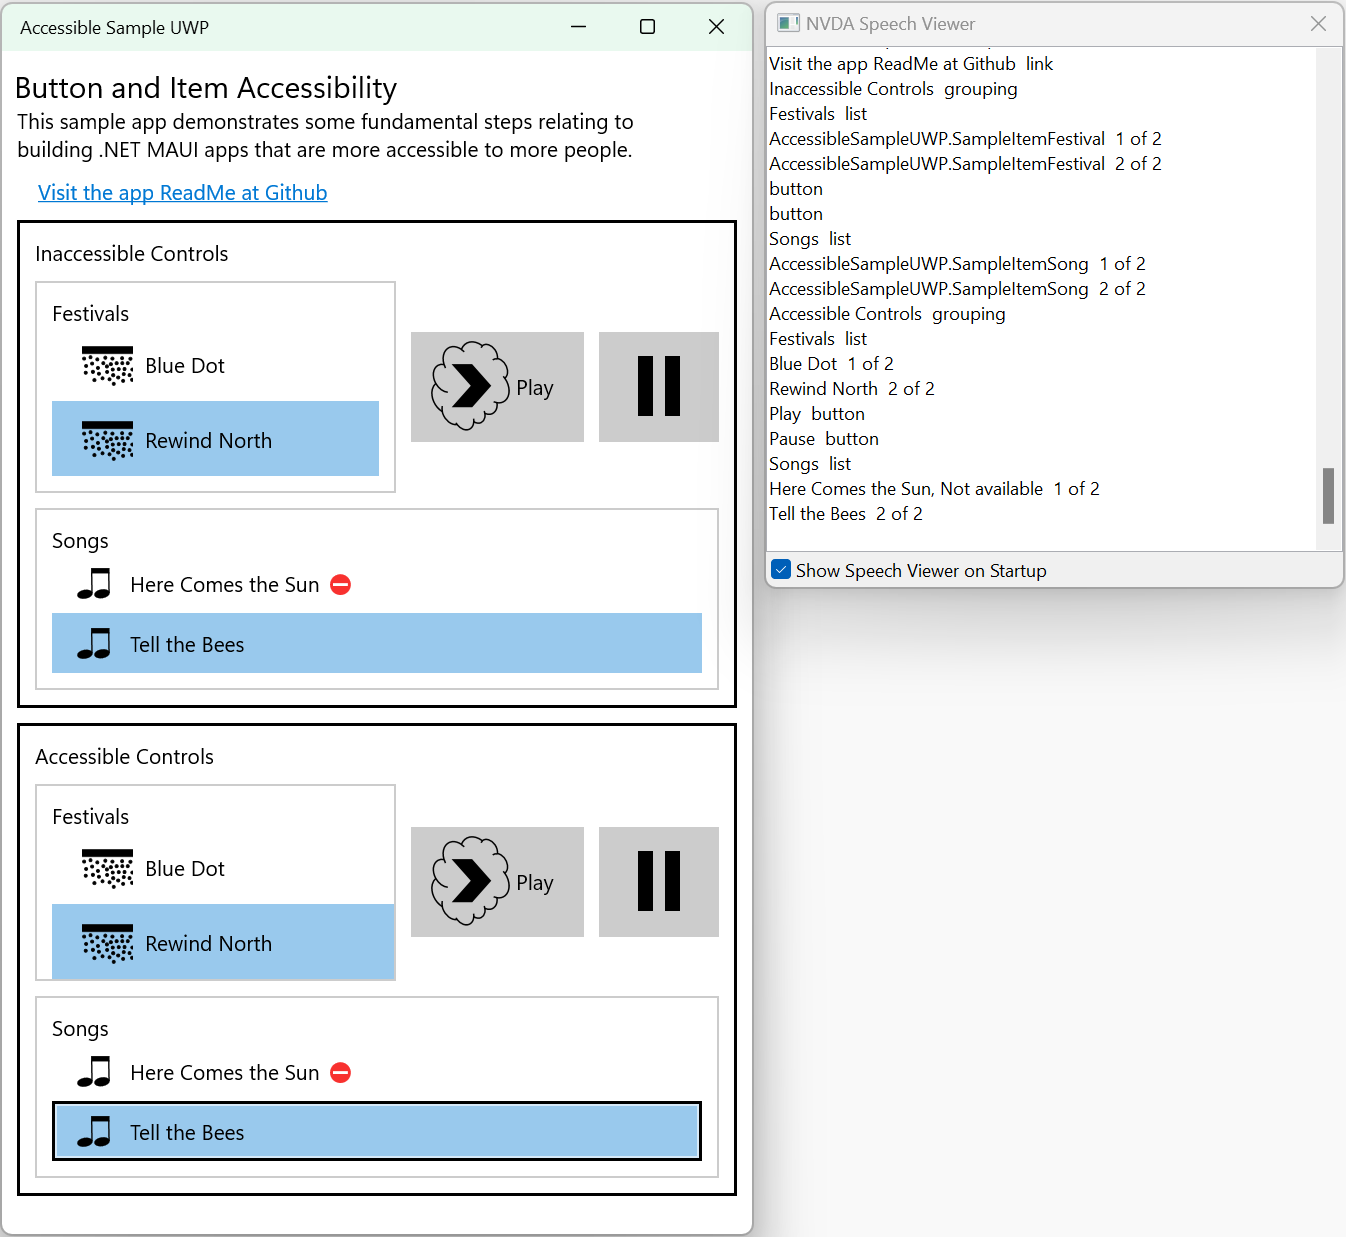 Accessible Sample UWP
Button and Item Accessibility
This sample app demonstrates some fundamental steps relating to
building .NET MAUI apps that are more accessible to more people.
Visit the app ReadMe at Github
Inaccessible Controls
Festivals
Blue Dot
Rewind North
Play
Songs
Here Comes the Sun
Tell the Bees
Accessible Controls
Festivals
Blue Dot
Rewind North
Play
Songs
Here Comes the Sun
Tell the Bees
NVDA Speech Viewer
Visit the app ReadMe at Github link
Inaccessible Controls grouping
Festivals list
AccessibleSampleUWP.SampleItemFestival 1 of 2
AccessibleSampleUWP.SampleItemFestival 2 of 2
button
button
Songs list
AccessibleSampleUWP.SampleItemSong 1 of 2
AccessibleSampleUWP.SampleItemSong 2 of 2
Accessible Controls grouping
Festivals list
Blue Dot 1 of 2
Rewind North 2 of 2
Play button
Pause button
Songs list
Here Comes the Sun, Not available 1 of 2
Tell the Bees 2 of 2
Show Speech Viewer on Startup